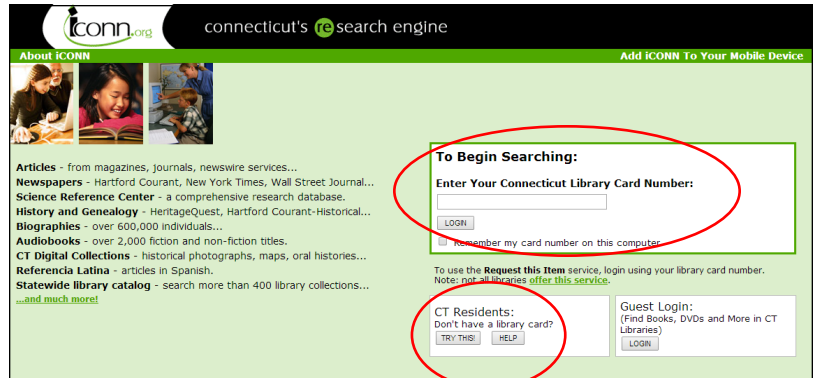 iconn.org connecticut's research engine
About iCONN Add iCONN To Your Mobile Device
Articles - from magazines, journals, newswire services...
Newspapers - Hartford Courant, New York Times, Wall Street Journal...
Science Reference Center - a comprehensive research database.
History and Genealogy - HeritageQuest, Hartford Courant-Historical...
Biographies - over 600,000 individuals...
Audiobooks - over 2,000 fiction and non-fiction titles.
CT Digital Collections - historical photographs, maps, oral histories...
Referencia Latina - articles in Spanish.
Statewide library catalog - search more than 400 library collections...
...and much more!
To Begin Searching:
Enter Your Connecticut Library Card Number:
LOGIN
Remember my card number on this computer
To use the Request this Item service, login using your library card number.
Note: not all libraries offer this service.
CT Residents:
Don't have a library card?
TRY THIS! HELP
Guest Login:
(Find Books, DVDs and More in CT
Libraries)
LOGIN